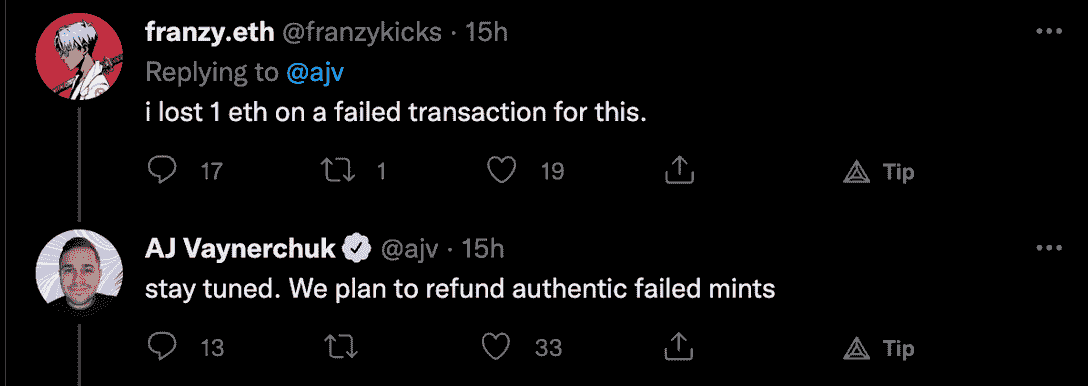 franzy.eth @franzykicks · 15h
Replying to @ajv
i lost 1 eth on a failed transaction for this.
17 1 19 Tip
AJ Vaynerchuk @ajv · 15h
stay tuned. We plan to refund authentic failed mints
13 33 Tip